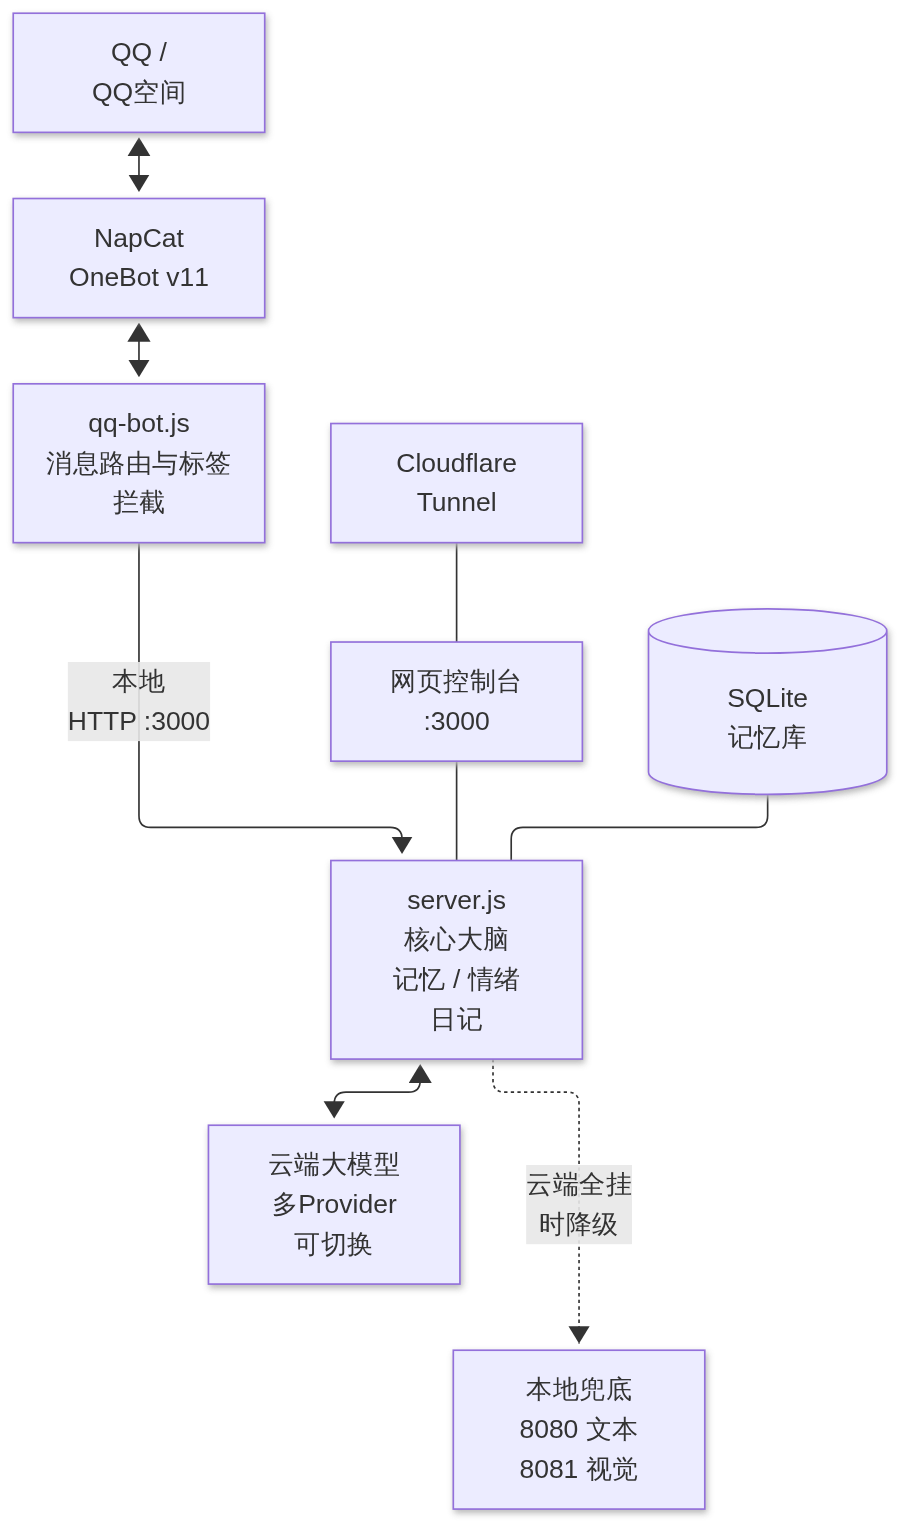 QQ /
QQ空间
NapCat
OneBot v11
qq-bot.js
消息路由与标签
拦截
Cloudflare
Tunnel
本地
HTTP :3000
网页控制台
:3000
SQLite
记忆库
server.js
核心大脑
记忆 / 情绪
日记
云端大模型
多Provider
可切换
云端全挂
时降级
本地兜底
8080 文本
8081 视觉